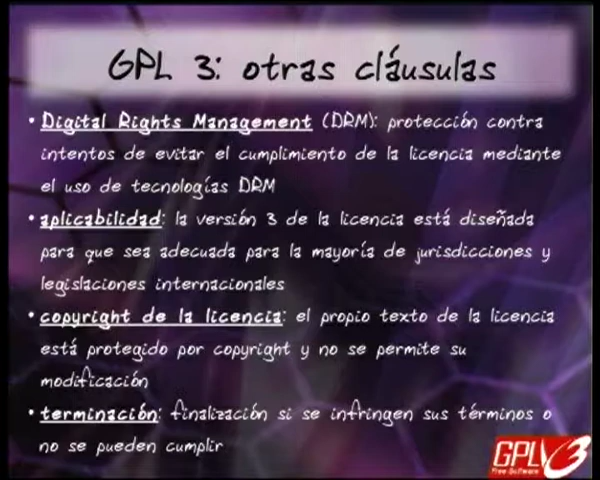 GPL 3: otras cláusulas
• Digital Rights Management (DRM): protección contra
intentos de evitar el cumplimiento de la licencia mediante
el uso de tecnologías DRM
• aplicabilidad: la versión 3 de la licencia está diseñada
para que sea adecuada para la mayoría de jurisdicciones y
legislaciones internacionales
• copyright de la licencia: el propio texto de la licencia
está protegido por copyright y no se permite su
modificación
• terminación: finalización si se infringen sus términos o
no se pueden cumplir
GPLv3
Free Software